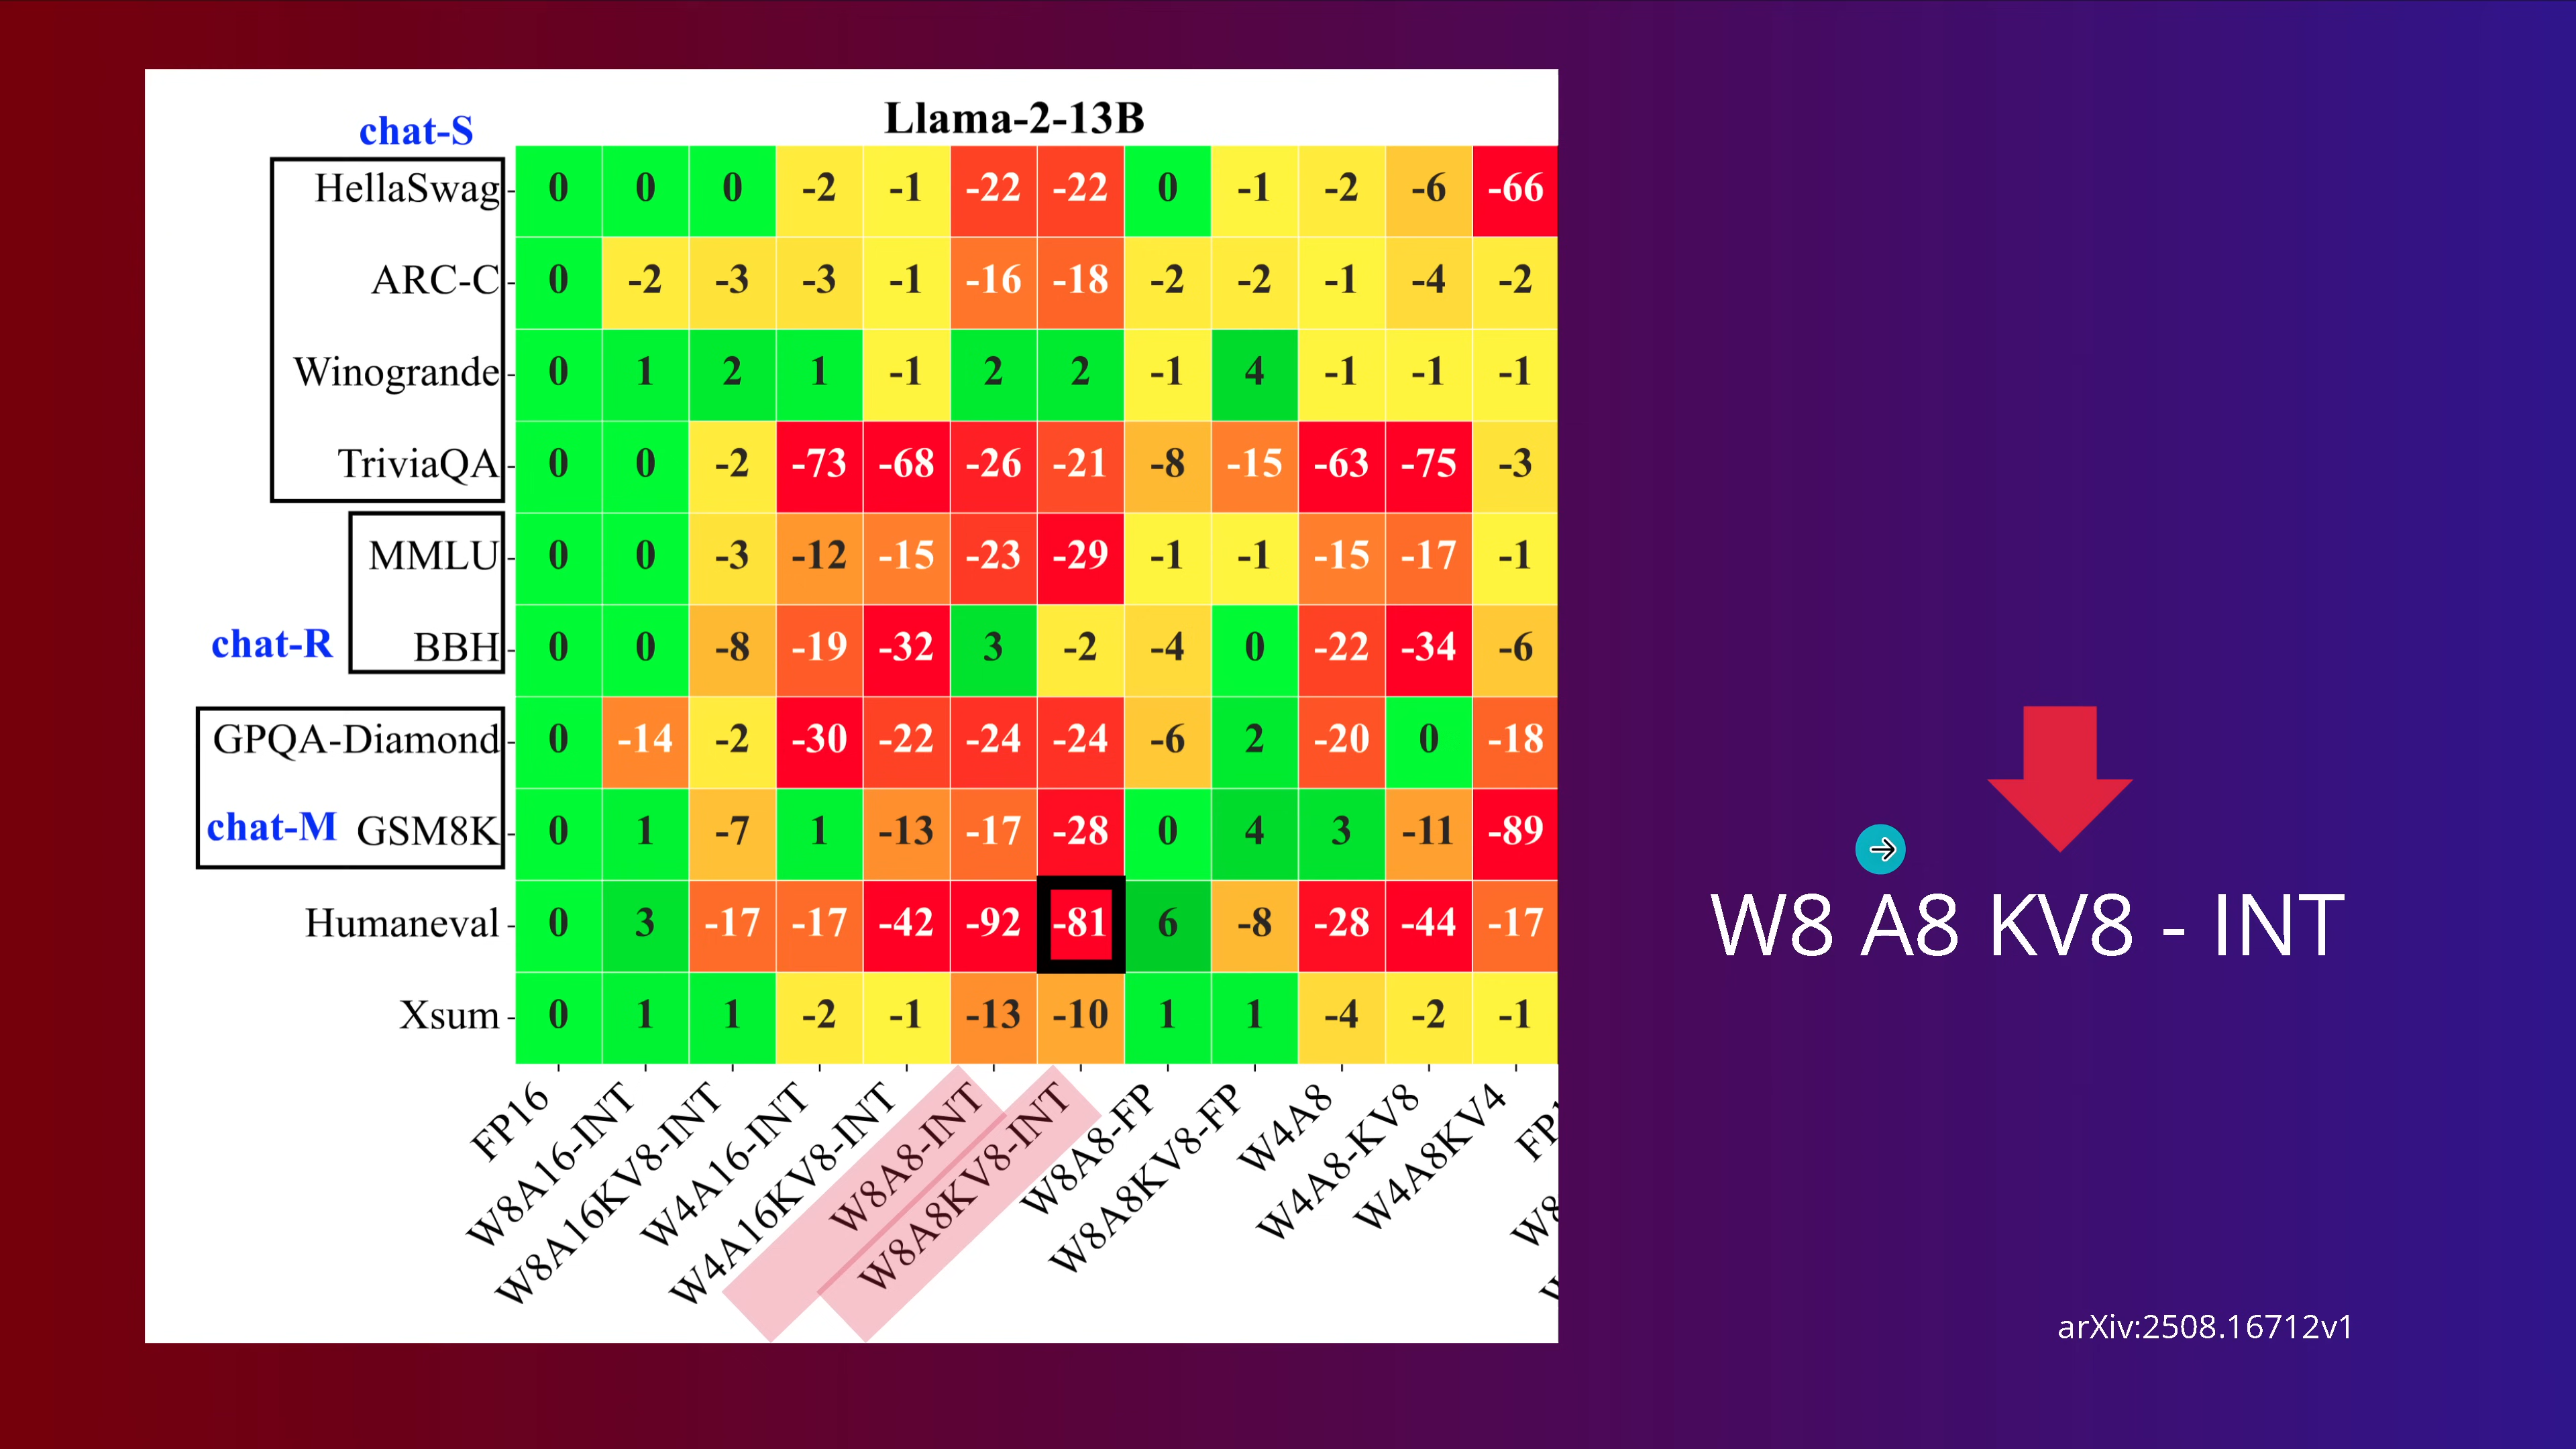 chat-S
Llama-2-13B
HellaSwag 0 0 0 -2 -1 -22 -22 0 -1 -2 -6 -66
ARC-C 0 -2 -3 -3 -1 -16 -18 -2 -2 -1 -4 -2
Winogrande 0 1 2 1 -1 2 2 -1 4 -1 -1 -1
TriviaQA 0 0 -2 -73 -68 -26 -21 -8 -15 -63 -75 -3
MMLU 0 0 -3 -12 -15 -23 -29 -1 -1 -15 -17 -1
chat-R BBH 0 0 -8 -19 -32 3 -2 -4 0 -22 -34 -6
GPQA-Diamond 0 -14 -2 -30 -22 -24 -24 -6 2 -20 0 -18
chat-M GSM8K 0 1 -7 1 -13 -17 -28 0 4 3 -11 -89
Humaneval 0 3 -17 -17 -42 -92 -81 6 -8 -28 -44 -17
Xsum 0 1 1 -2 -1 -13 -10 1 1 -4 -2 -1
FP16
W8A16-INT
W8A16KV8-INT
W4A16-INT
W4A16KV8-INT
W8A8-INT
W8A8KV8-INT
W8A8-FP
W8A8KV8-FP
W4A8
W4A8-KV8
W4A8KV4
W8 A8 KV8 - INT
arXiv:2508.16712v1